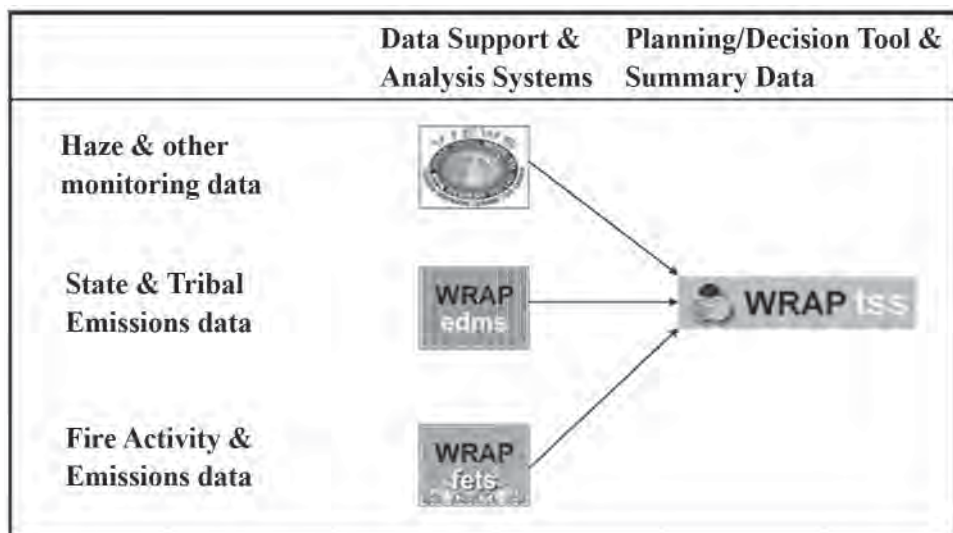 Data Support &
Analysis Systems
Planning/Decision Tool &
Summary Data
Haze & other
monitoring data
VIEWS
State & Tribal
Emissions data
WRAP
edms
WRAP tss
Fire Activity &
Emissions data
WRAP
fets